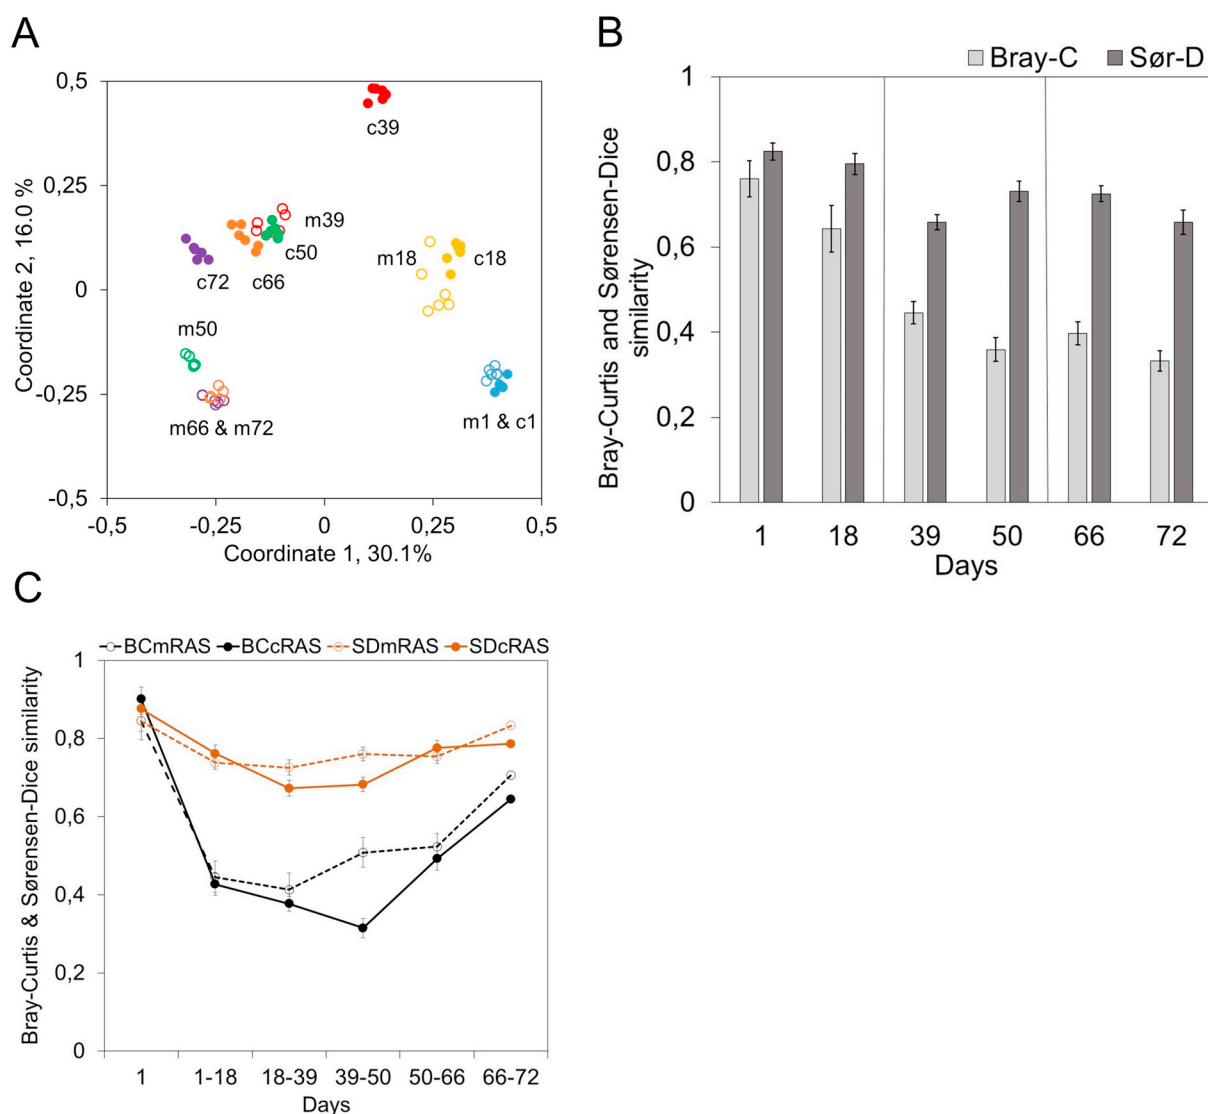 A
0,5
0,25
0
-0,25
-0,5
Coordinate 2, 16.0 %
c39
m39
c50
m18
c18
c72
c66
m50
m66 & m72
m1 & c1
-0,5
-0,25
0
0,25
0,5
Coordinate 1, 30.1%
B
Bray-C
Sør-D
1
0,8
0,6
0,4
0,2
0
Bray-Curtis and Sørensen-Dice
similarity
1
18
39
50
66
72
Days
C
BCmRAS
BCcRAS
SDmRAS
SDcRAS
1
0,8
0,6
0,4
0,2
0
Bray-Curtis & Sørensen-Dice similarity
1
1-18
18-39
39-50
50-66
66-72
Days